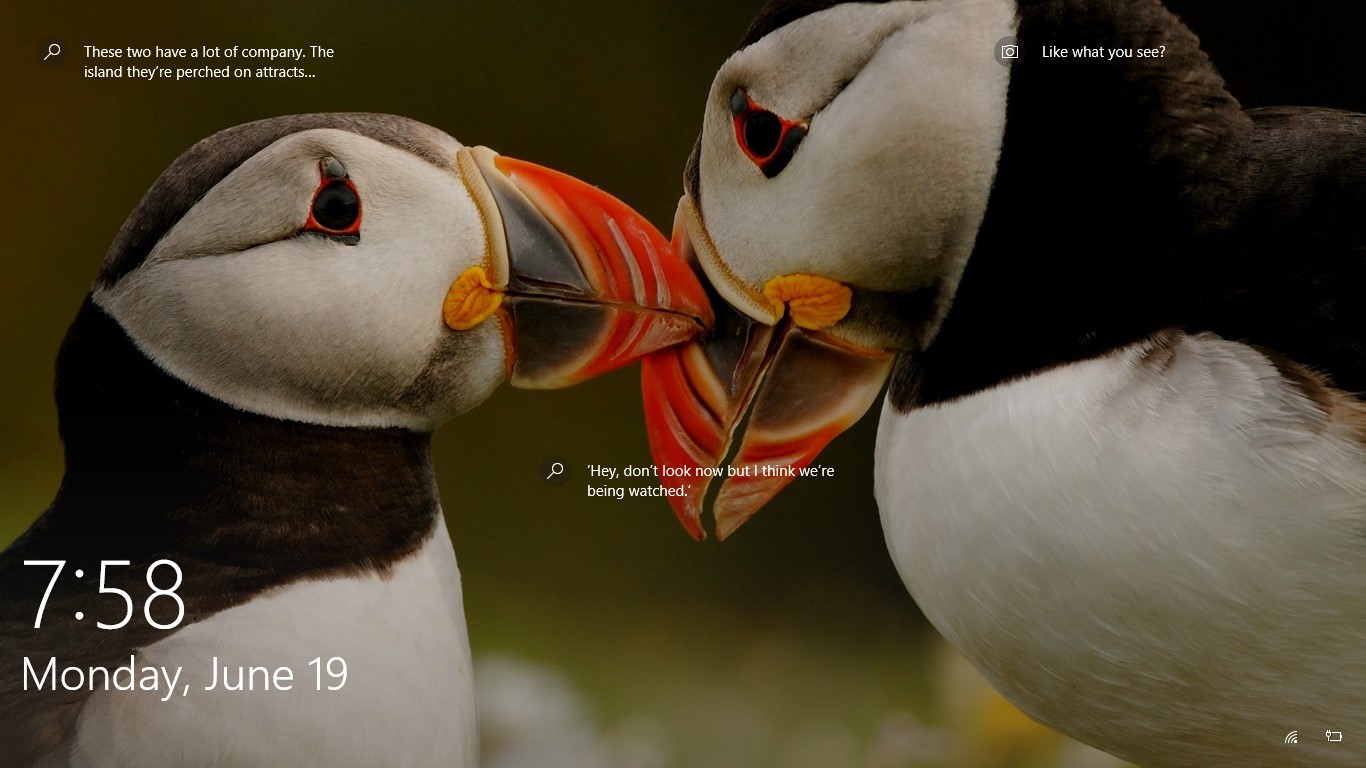 These two have a lot of company. The
island they're perched on attracts...
Like what you see?
'Hey, don't look now but I think we're
being watched.'
7:58
Monday, June 19